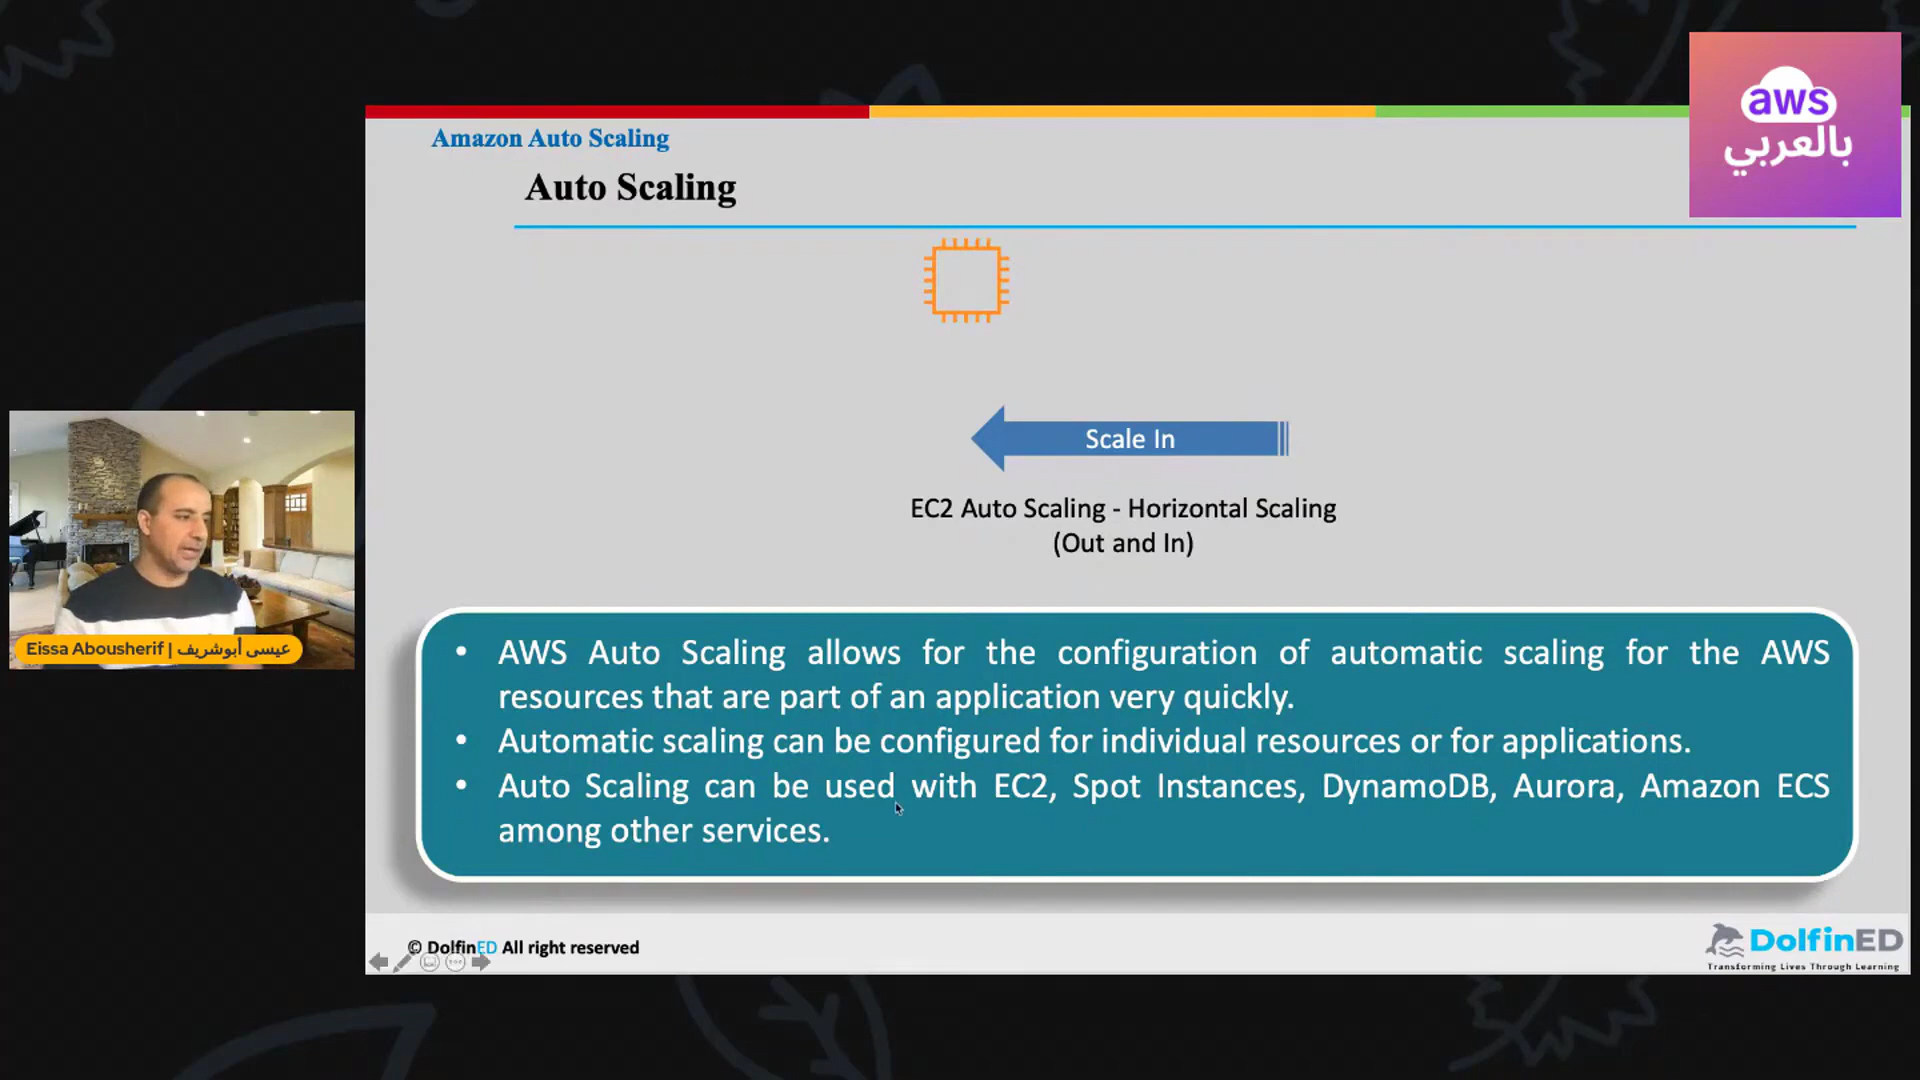 aws
بالعربي
Amazon Auto Scaling
Auto Scaling
Scale In
EC2 Auto Scaling - Horizontal Scaling
(Out and In)
Eissa Abousherif | عيسى أبوشريف
• AWS Auto Scaling allows for the configuration of automatic scaling for the AWS
resources that are part of an application very quickly.
• Automatic scaling can be configured for individual resources or for applications.
• Auto Scaling can be used with EC2, Spot Instances, DynamoDB, Aurora, Amazon ECS
among other services.
© DolfinED All right reserved
DolfinED
Transforming Lives Through Learning